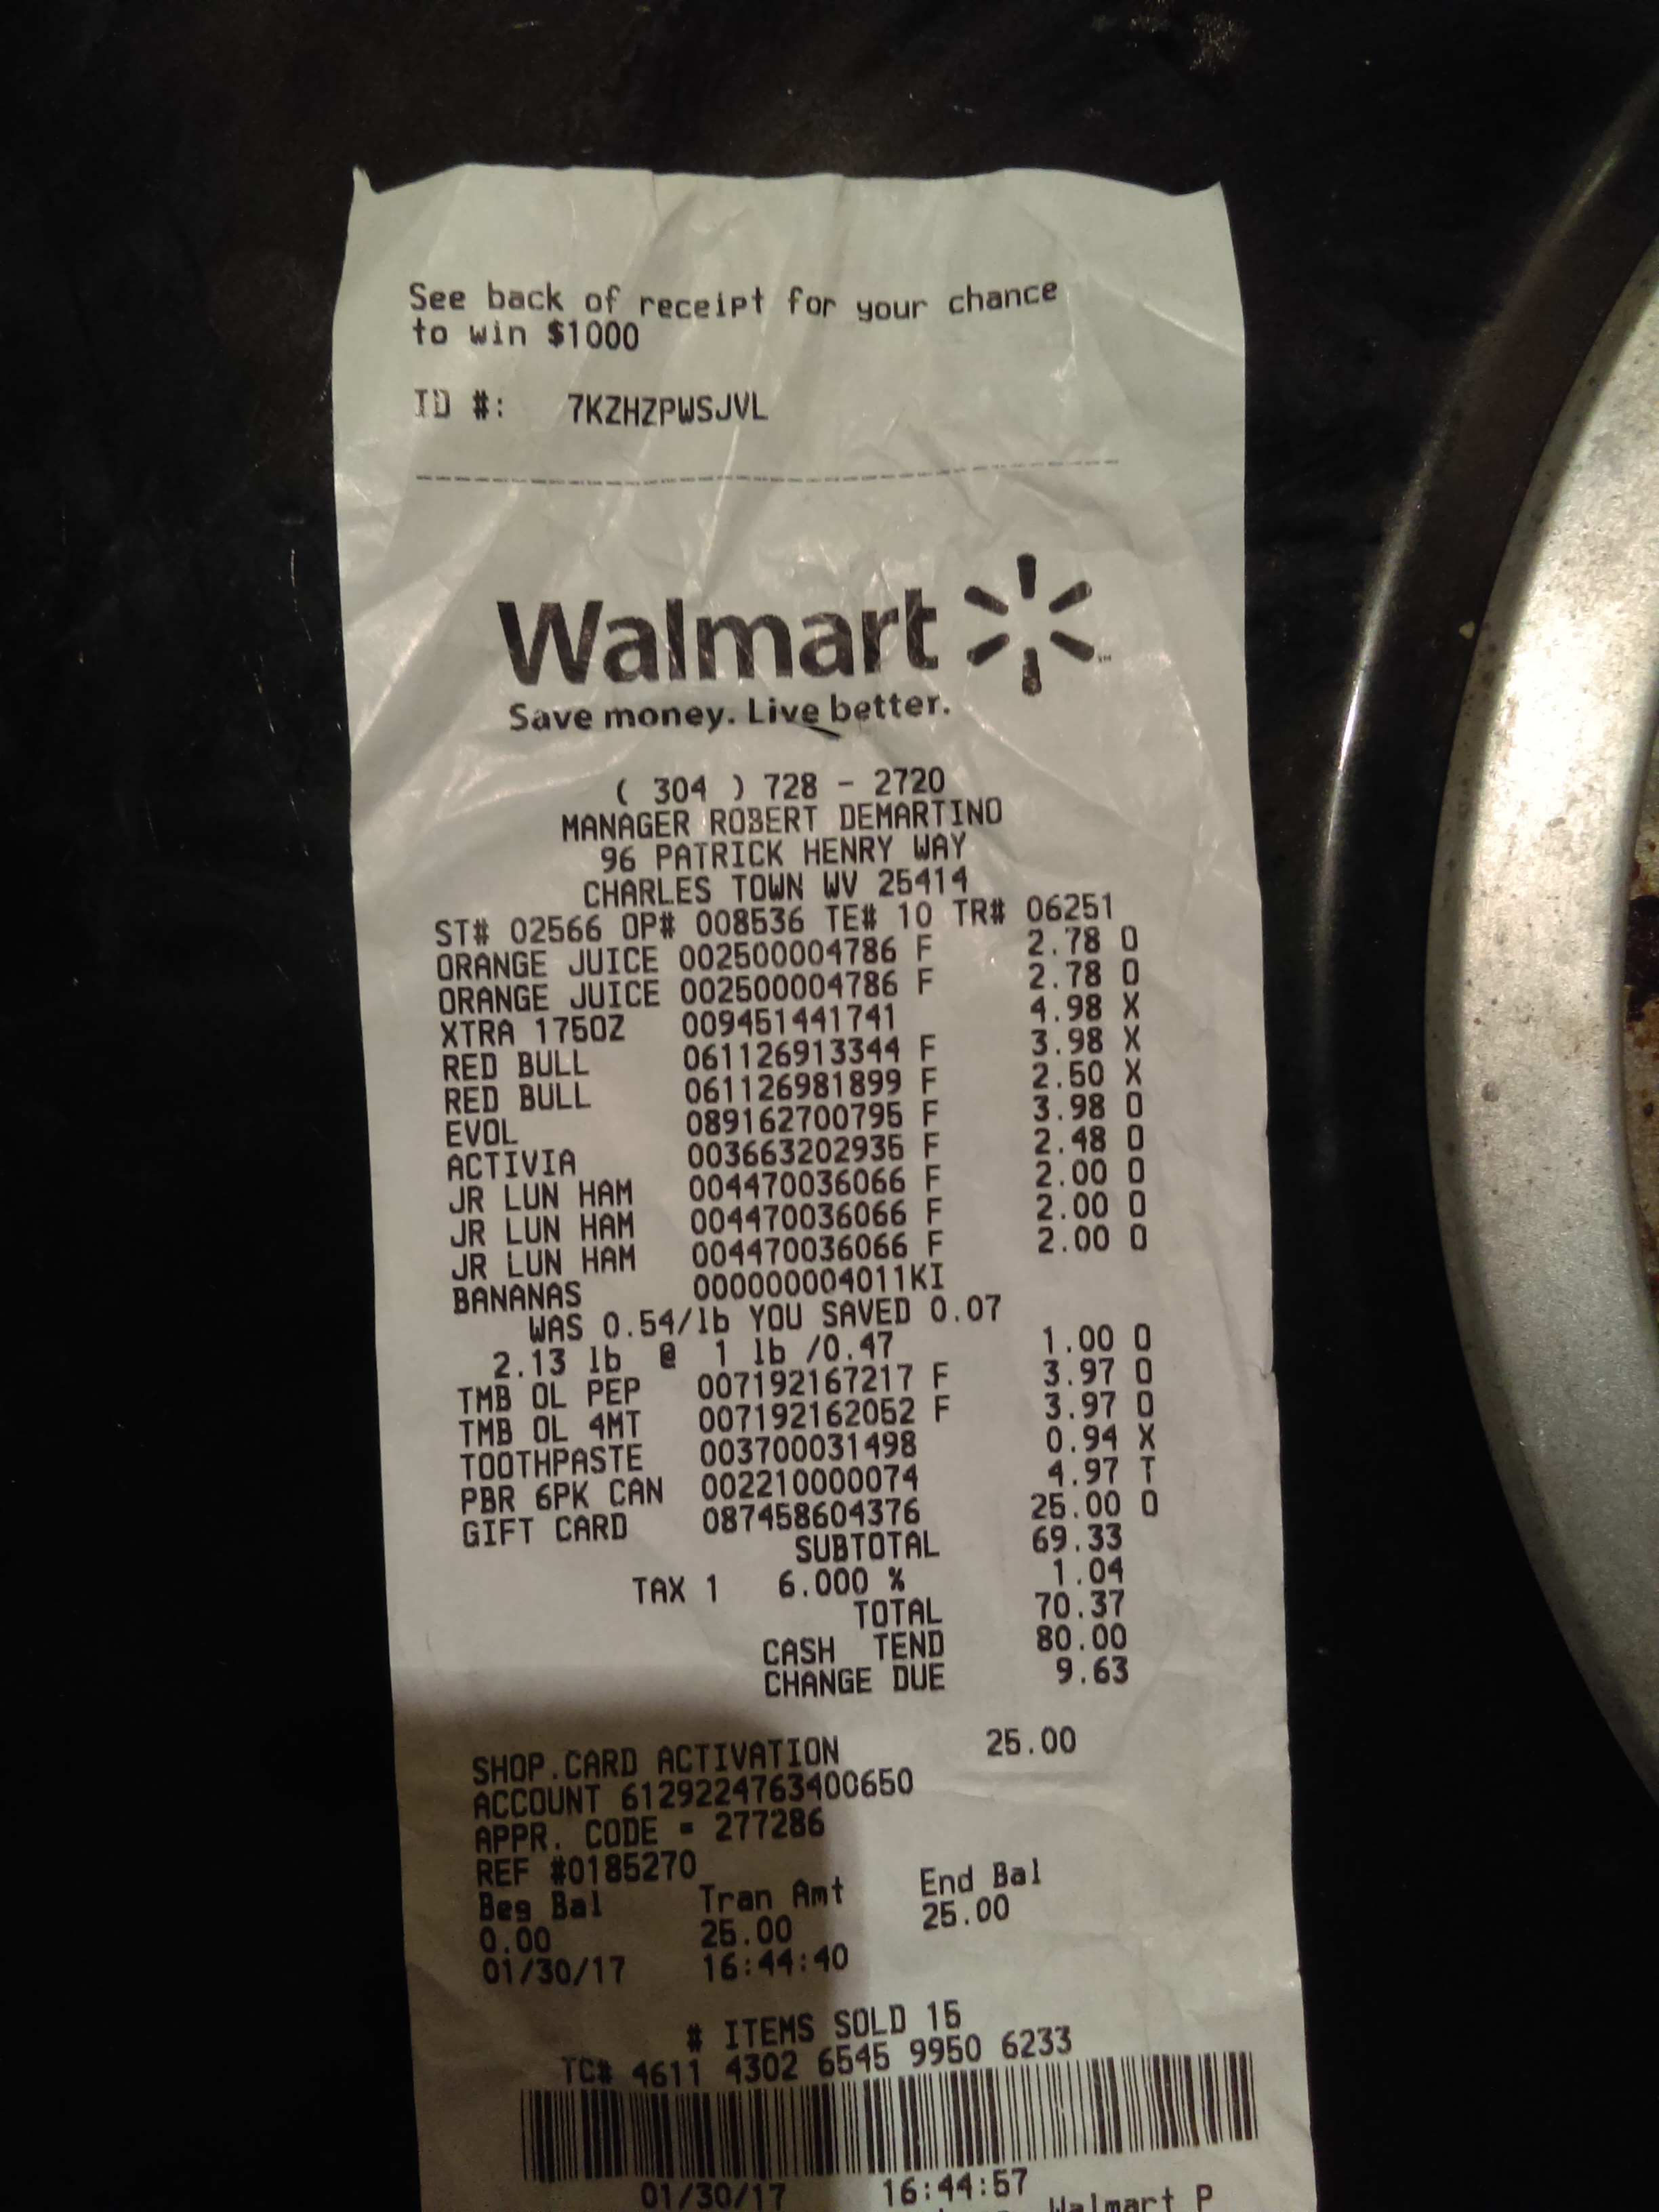 See back of receipt for your chance
to win $1000
ID #: 7KZHZPWSJVL
Walmart
Save money. Live better.
( 304 ) 728 - 2720
MANAGER ROBERT DEMARTINO
96 PATRICK HENRY WAY
CHARLES TOWN WV 25414
ST# 02566 OP# 008536 TE# 10 TR# 06251
ORANGE JUICE 002500004786 F 2.78 O
ORANGE JUICE 002500004786 F 2.78 O
XTRA 175OZ 009451441741 4.98 X
RED BULL 061126913344 F 3.98 X
RED BULL 061126981899 F 2.50 X
EVOL 089162700795 F 3.98 O
ACTIVIA 003663202935 F 2.48 O
JR LUN HAM 004470036066 F 2.00 O
JR LUN HAM 004470036066 F 2.00 O
JR LUN HAM 004470036066 F 2.00 O
BANANAS 000000004011KI
WAS 0.54/lb YOU SAVED 0.07
2.13 lb @ 1 lb /0.47 1.00 O
TMB OL PEP 007192167217 F 3.97 O
TMB OL 4MT 007192162052 F 3.97 O
TOOTHPASTE 003700031498 0.94 X
PBR 6PK CAN 002210000074 4.97 T
GIFT CARD 087458604376 25.00 O
SUBTOTAL 69.33
TAX 1 6.000 % 1.04
TOTAL 70.37
CASH TEND 80.00
CHANGE DUE 9.63
SHOP.CARD ACTIVATION 25.00
ACCOUNT 6129224763400650
APPR. CODE = 277286
REF #0185270
Beg Bal Tran Amt End Bal
0.00 25.00 25.00
01/30/17 16:44:40
# ITEMS SOLD 15
TC# 4611 4302 6545 9950 6233
01/30/17 16:44:57
Walmart P